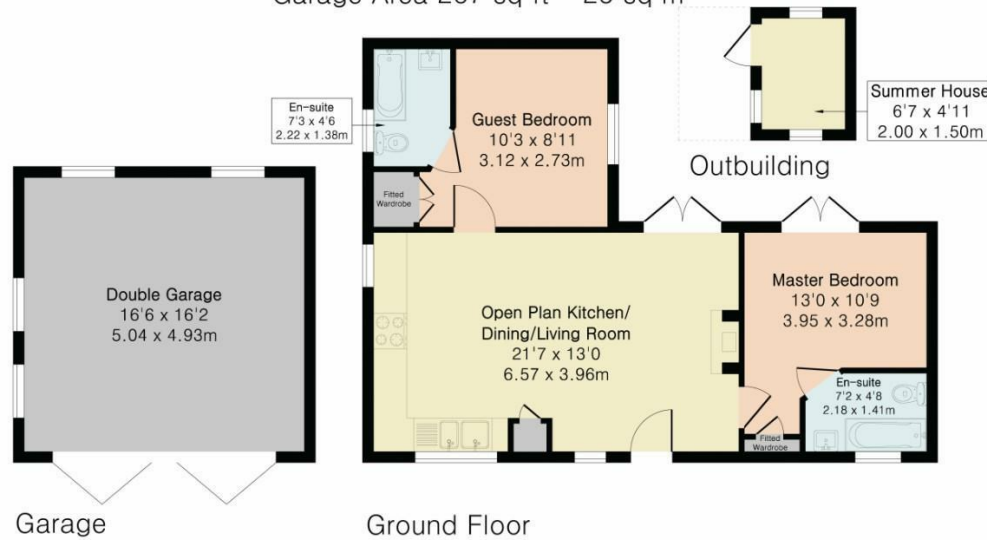 En-suite
7'3 x 4'6
2.22 x 1.38m
Guest Bedroom
10'3 x 8'11
3.12 x 2.73m
Summer House
6'7 x 4'11
2.00 x 1.50m
Outbuilding
Fitted
Wardrobe
Double Garage
16'6 x 16'2
5.04 x 4.93m
Open Plan Kitchen/
Dining/Living Room
21'7 x 13'0
6.57 x 3.96m
Master Bedroom
13'0 x 10'9
3.95 x 3.28m
En-suite
7'2 x 4'8
2.18 x 1.41m
Fitted
Wardrobe
Garage
Ground Floor